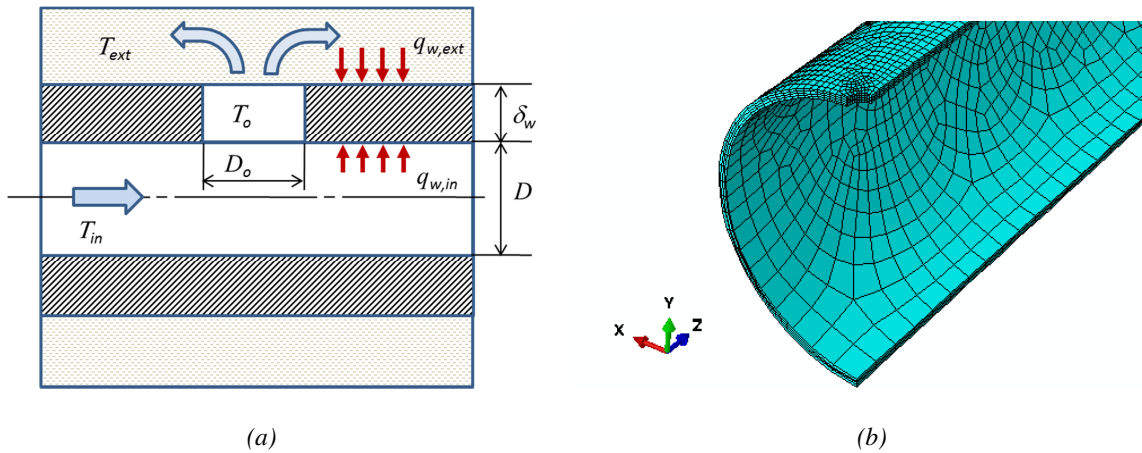 T_ext
q_w,ext
T_o
δ_w
D_o
q_w,in
D
T_in
Y
X
Z
(a)
(b)